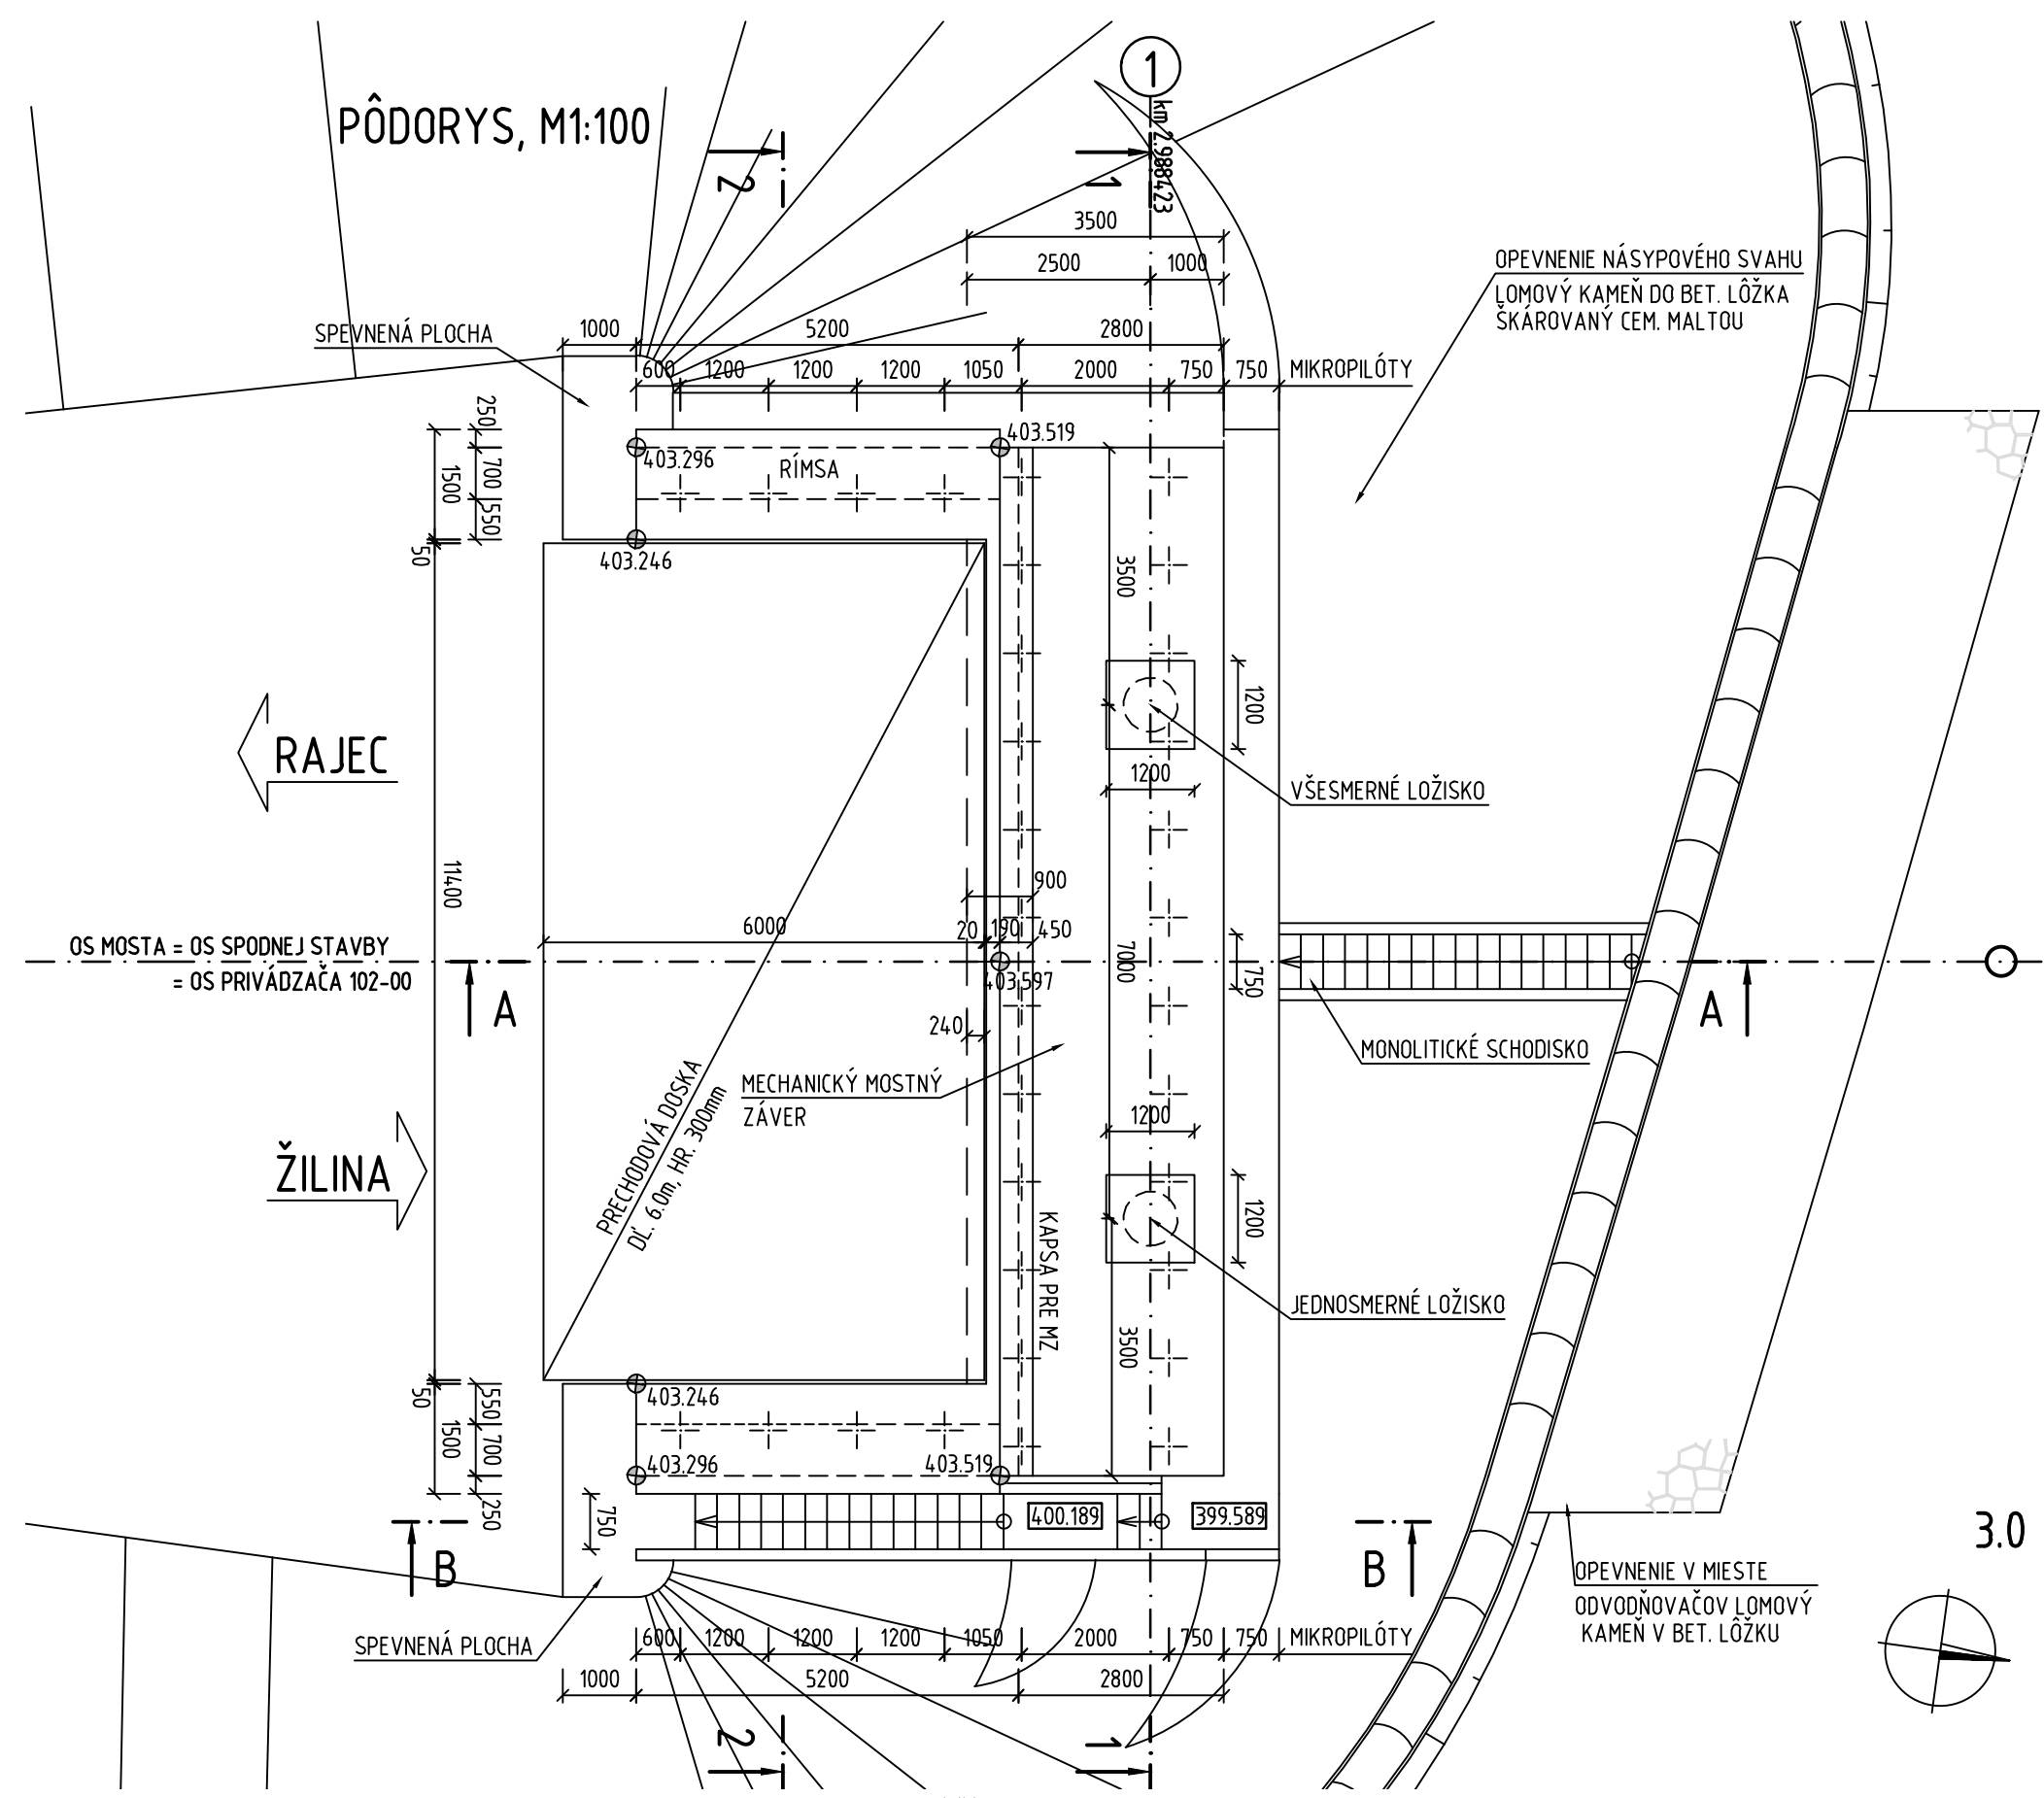 PÔDORYS, M1:100
1
km 2.988423
2
1
3500
2500
1000
OPEVNENIE NÁSYPOVÉHO SVAHU
LOMOVÝ KAMEŇ DO BET. LÔŽKA
ŠKÁROVANÝ CEM. MALTOU
SPEVNENÁ PLOCHA
1000
5200
2800
600
1200
1200
1200
1050
2000
750
750
MIKROPILÓTY
250
700
550
1500
50
403.519
403.296
RÍMSA
403.246
3500
1200
1200
RAJEC
VŠESMERNÉ LOŽISKO
11400
900
6000
20
190
450
OS MOSTA = OS SPODNEJ STAVBY
= OS PRIVÁDZAČA 102-00
403.597
7000
750
A
A
240
MECHANICKÝ MOSTNÝ
ZÁVER
MONOLITICKÉ SCHODISKO
PRECHODOVÁ DOSKA
DĹ. 6.0m, HR. 300mm
ŽILINA
1200
1200
KAPSA PRE MZ
JEDNOSMERNÉ LOŽISKO
3500
50
550
1500
700
250
403.246
403.296
403.519
750
400.189
399.589
3.0
B
B
OPEVNENIE V MIESTE
ODVODŇOVAČOV LOMOVÝ
KAMEŇ V BET. LÔŽKU
SPEVNENÁ PLOCHA
600
1200
1200
1200
1050
2000
750
750
MIKROPILÓTY
1000
5200
2800
2
1